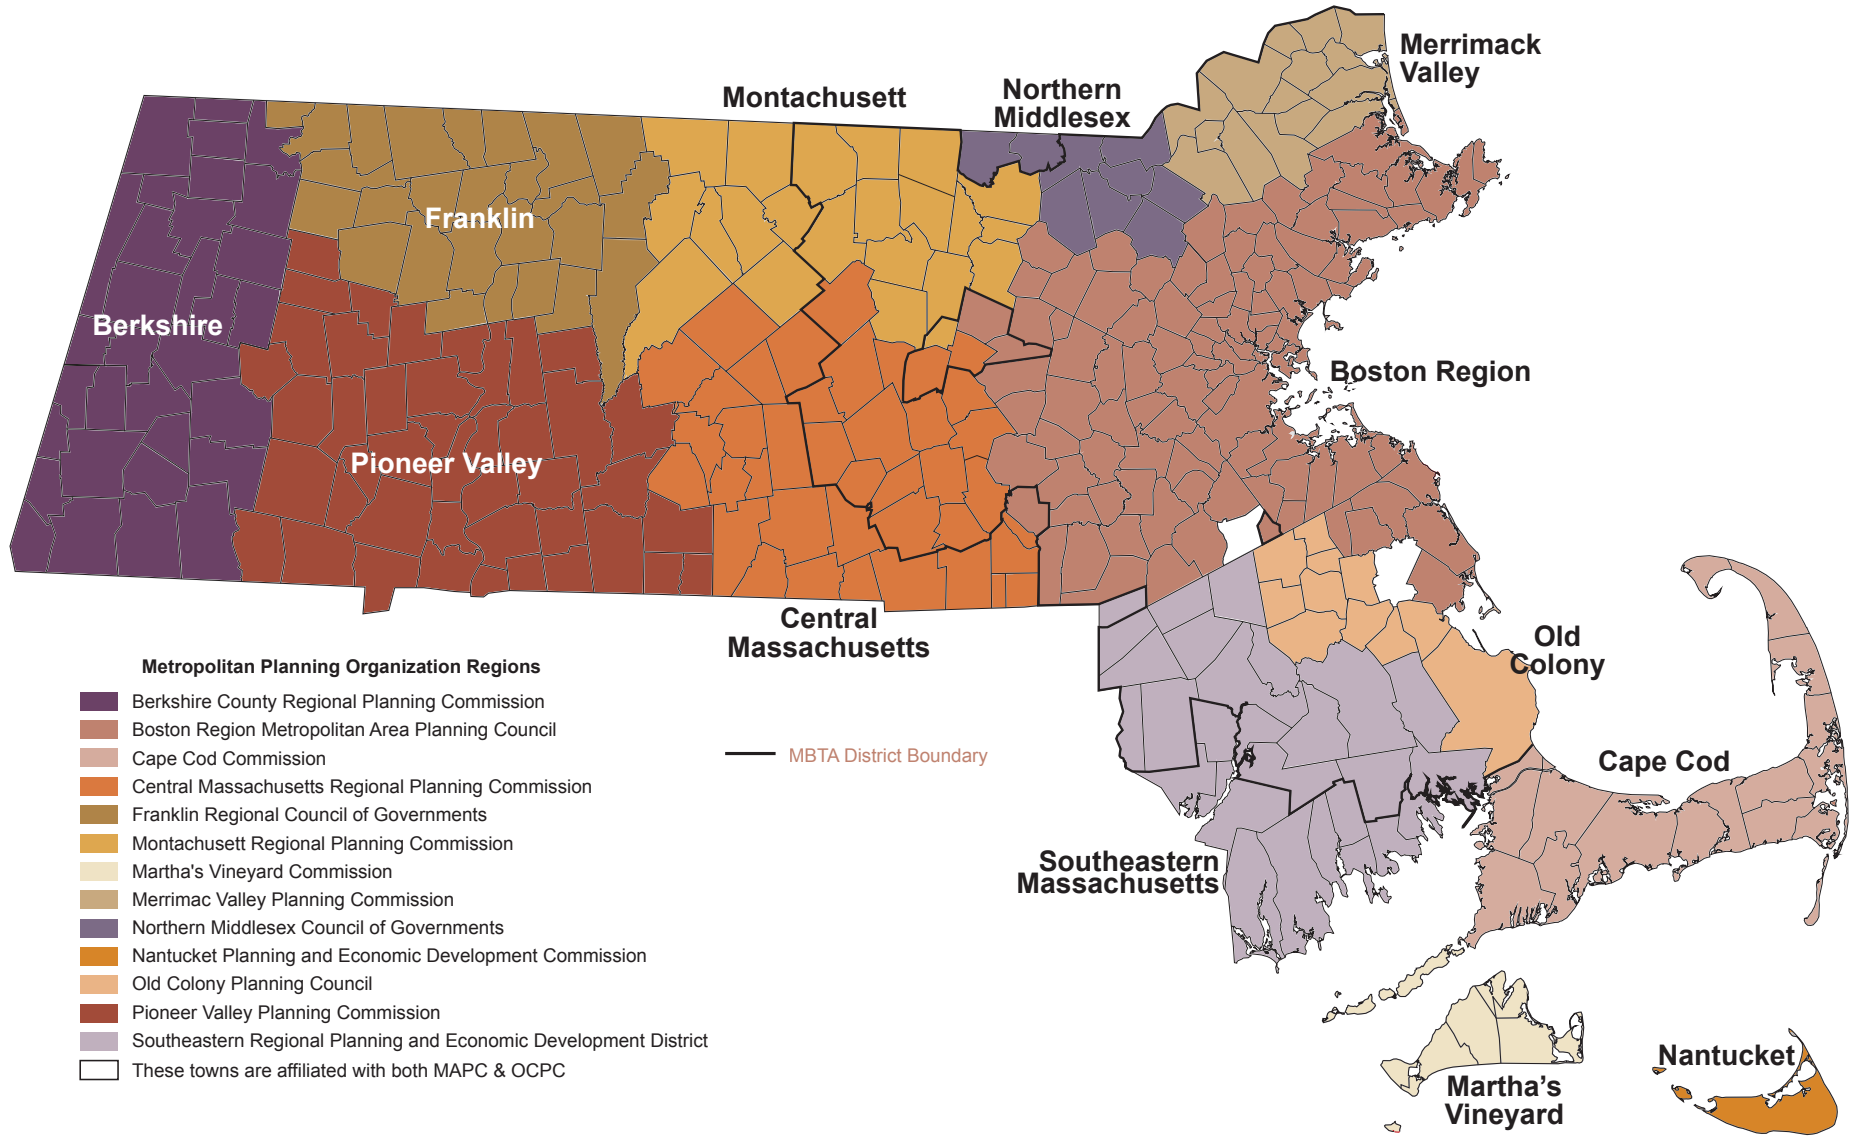 Merrimack
Valley
Montachusett
Northern
Middlesex
Franklin
Berkshire
Boston Region
Pioneer Valley
Central
Massachusetts
Old
Colony
Metropolitan Planning Organization Regions
Berkshire County Regional Planning Commission
Boston Region Metropolitan Area Planning Council
Cape Cod Commission
Central Massachusetts Regional Planning Commission
Franklin Regional Council of Governments
Montachusett Regional Planning Commission
Martha's Vineyard Commission
Merrimac Valley Planning Commission
Northern Middlesex Council of Governments
Nantucket Planning and Economic Development Commission
Old Colony Planning Council
Pioneer Valley Planning Commission
Southeastern Regional Planning and Economic Development District
These towns are affiliated with both MAPC & OCPC
MBTA District Boundary
Cape Cod
Southeastern
Massachusetts
Nantucket
Martha's
Vineyard